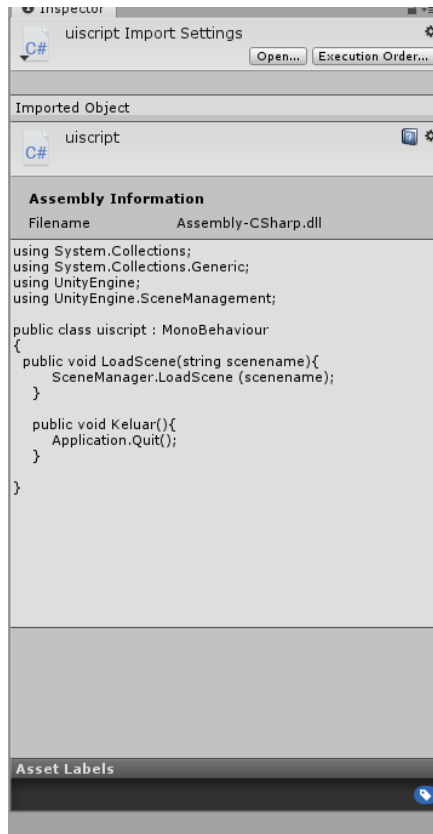 Inspector
uiscript Import Settings
C#
Open... Execution Order...
Imported Object
uiscript
C#
Assembly Information
Filename Assembly-CSharp.dll
using System.Collections;
using System.Collections.Generic;
using UnityEngine;
using UnityEngine.SceneManagement;
public class uiscript : MonoBehaviour
{
public void LoadScene(string scenename){
SceneManager.LoadScene (scenename);
}
public void Keluar(){
Application.Quit();
}
}
Asset Labels